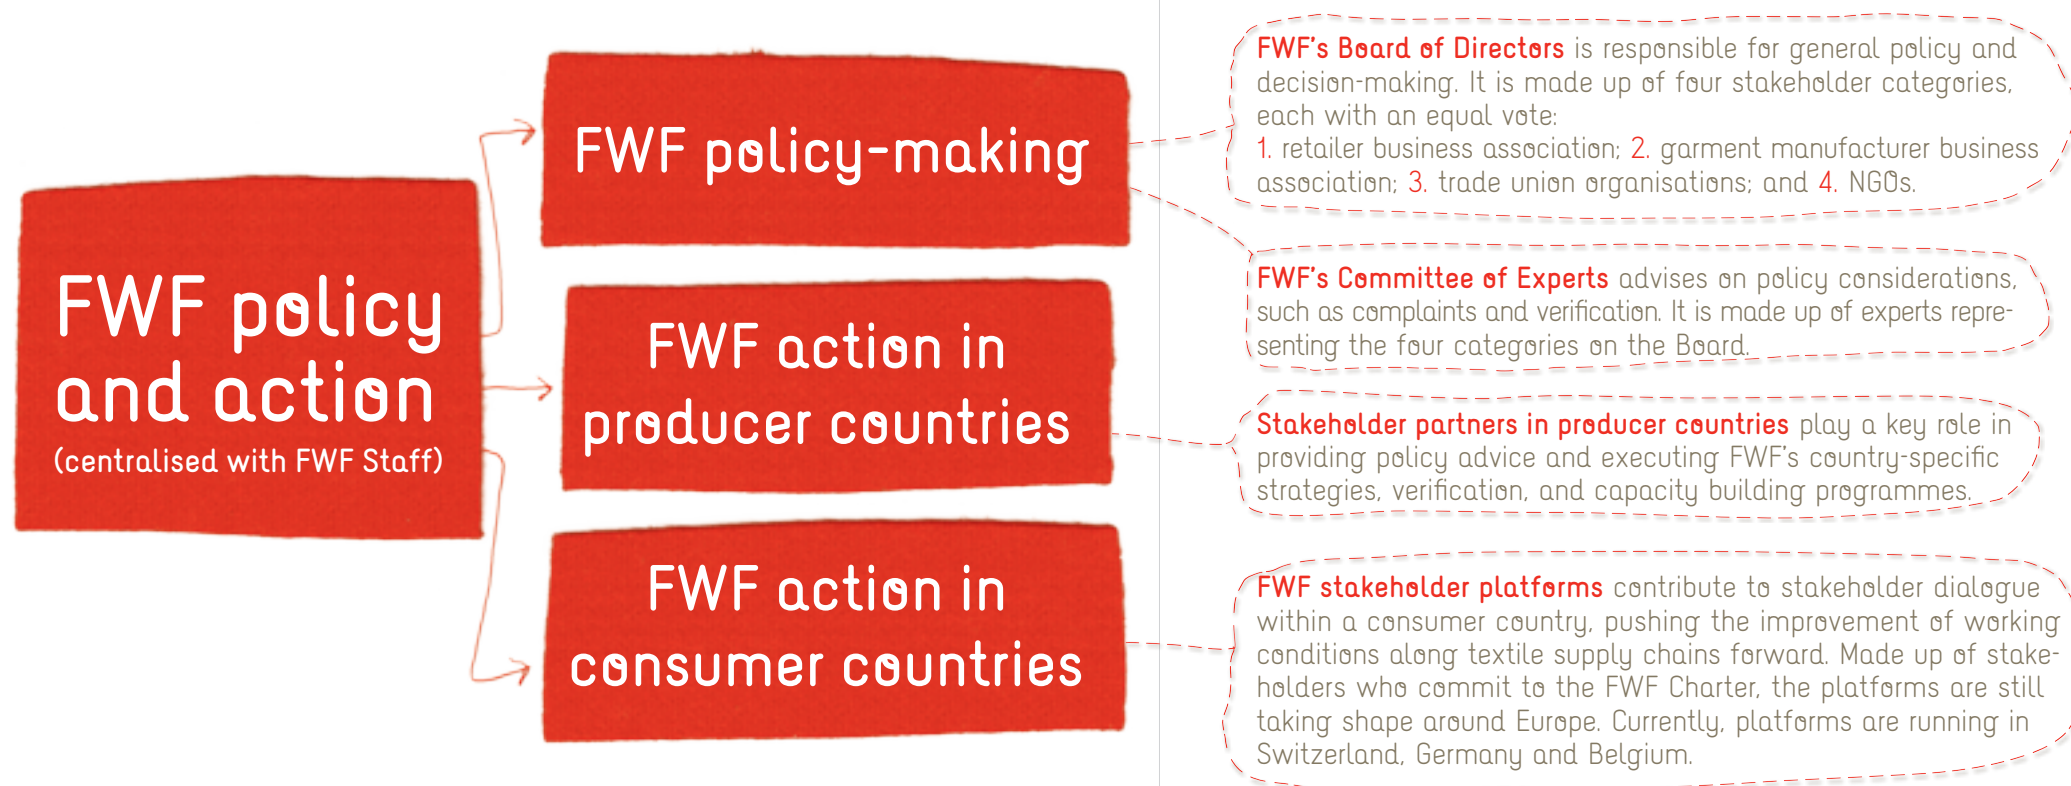 FWF policy
and action
(centralised with FWF Staff)
FWF policy-making
FWF action in
producer countries
FWF action in
consumer countries
FWF's Board of Directors is responsible for general policy and
decision-making. It is made up of four stakeholder categories,
each with an equal vote:
1. retailer business association; 2. garment manufacturer business
association; 3. trade union organisations; and 4. NGOs.
FWF's Committee of Experts advises on policy considerations,
such as complaints and verification. It is made up of experts repre-
senting the four categories on the Board.
Stakeholder partners in producer countries play a key role in
providing policy advice and executing FWF's country-specific
strategies, verification, and capacity building programmes.
FWF stakeholder platforms contribute to stakeholder dialogue
within a consumer country, pushing the improvement of working
conditions along textile supply chains forward. Made up of stake-
holders who commit to the FWF Charter, the platforms are still
taking shape around Europe. Currently, platforms are running in
Switzerland, Germany and Belgium.